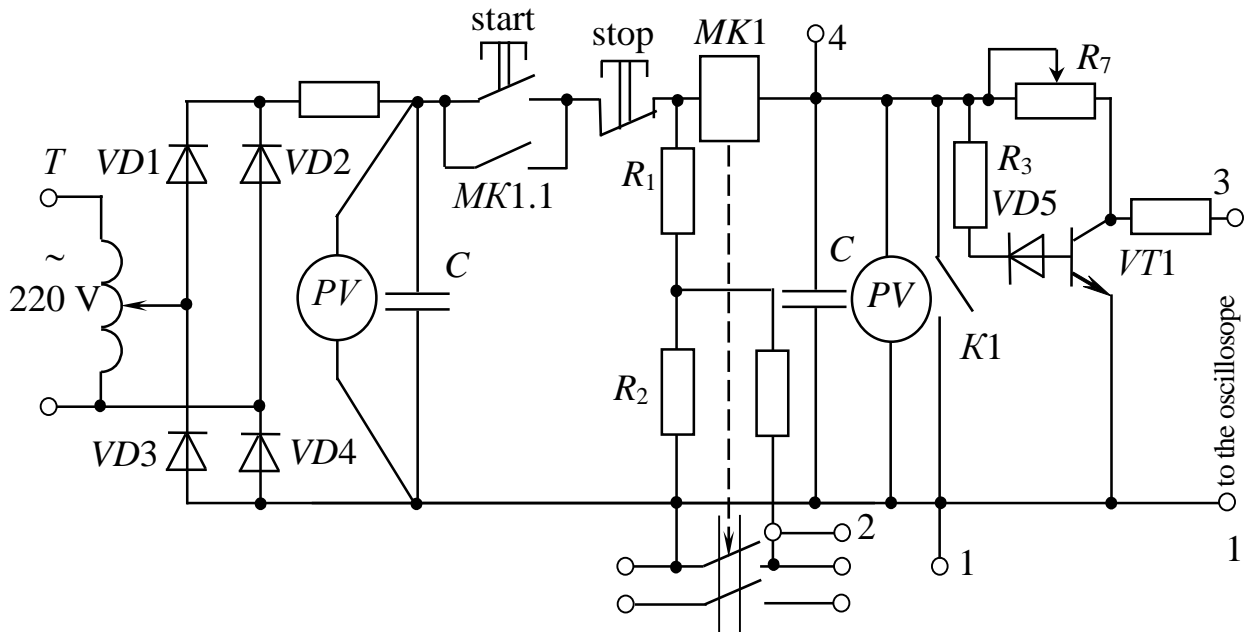 start
stop
MK1
4
R7
T
VD1
VD2
MK1.1
R1
R3
VD5
3
~
220 V
PV
C
C
PV
VT1
K1
R2
VD3
VD4
to the oscilloscope
2
1
1